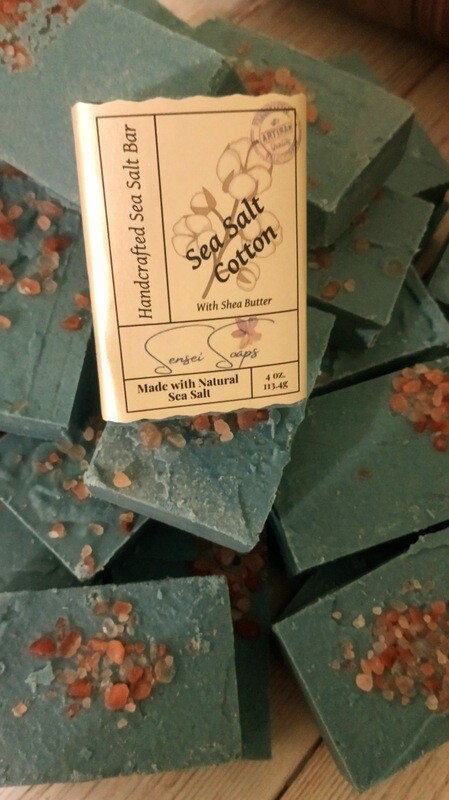 Handcrafted Sea Salt Bar
ARTISAN
Sea Salt
Cotton
With Shea Butter
Sensei Soaps
Made with Natural
Sea Salt
4 oz.
113.4g